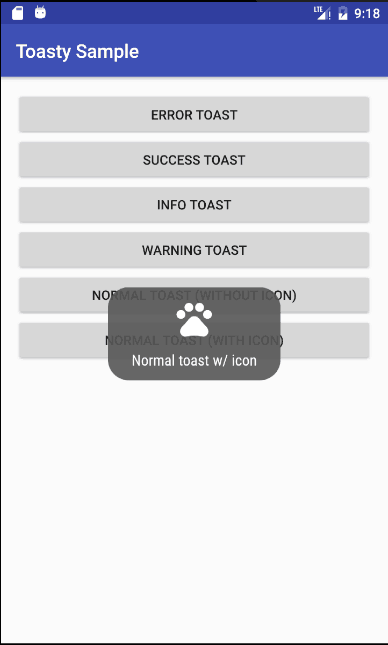 LTE 9:18
Toasty Sample
ERROR TOAST
SUCCESS TOAST
INFO TOAST
WARNING TOAST
NORMAL TOAST (WITHOUT ICON)
NORMAL TOAST (WITH ICON)
Normal toast w/ icon